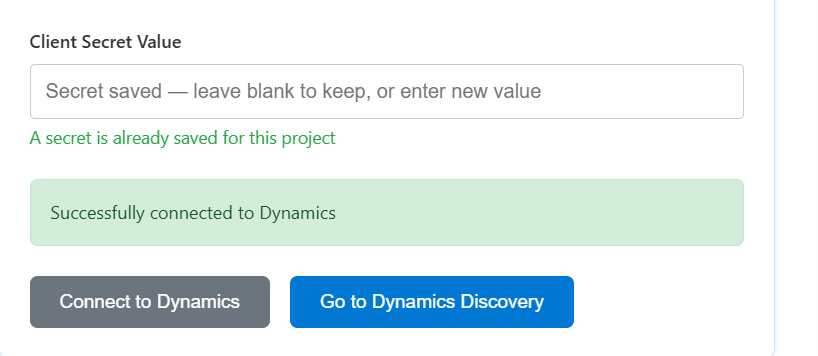 Client Secret Value
Secret saved — leave blank to keep, or enter new value
A secret is already saved for this project
Successfully connected to Dynamics
Connect to Dynamics
Go to Dynamics Discovery